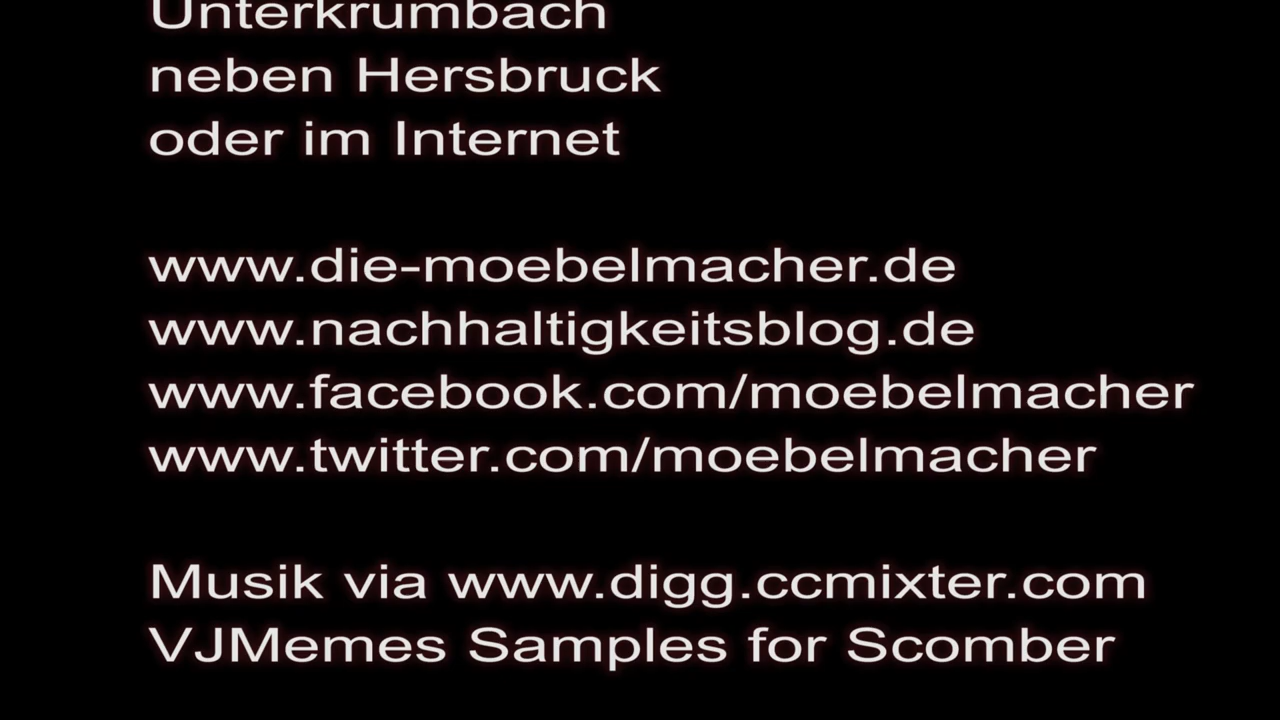 Unterkrumbach
neben Hersbruck
oder im Internet
www.die-moebelmacher.de
www.nachhaltigkeitsblog.de
www.facebook.com/moebelmacher
www.twitter.com/moebelmacher
Musik via www.digg.ccmixter.com
VJMemes Samples for Scomber